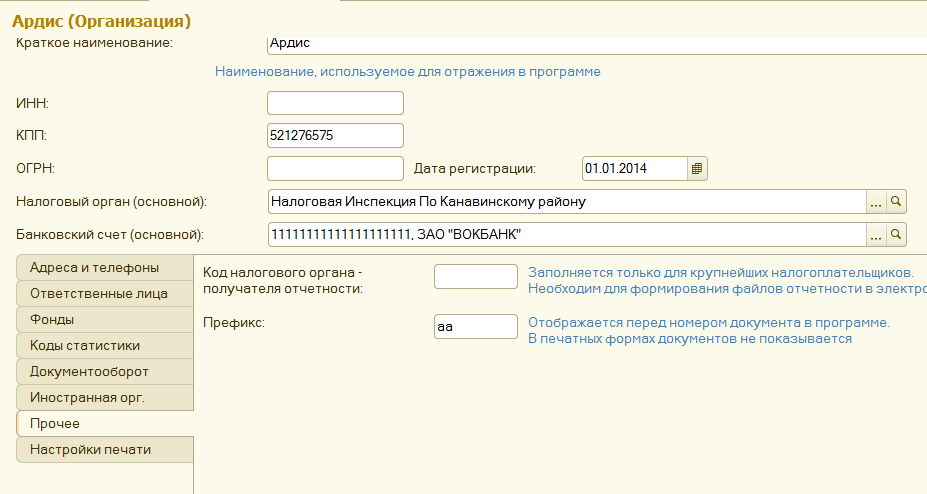 Ардис (Организация)
Краткое наименование: Ардис
Наименование, используемое для отражения в программе
ИНН:
КПП: 521276575
ОГРН: Дата регистрации: 01.01.2014
Налоговый орган (основной): Налоговая Инспекция По Канавинскому району ...
Банковский счет (основной): 11111111111111111111, ЗАО "ВОКБАНК" ...
Адреса и телефоны
Ответственные лица
Фонды
Коды статистики
Документооборот
Иностранная орг.
Прочее
Настройки печати
Код налогового органа -
получателя отчетности:
Заполняется только для крупнейших налогоплательщиков.
Необходим для формирования файлов отчетности в электро
Префикс: аа
Отображается перед номером документа в программе.
В печатных формах документов не показывается